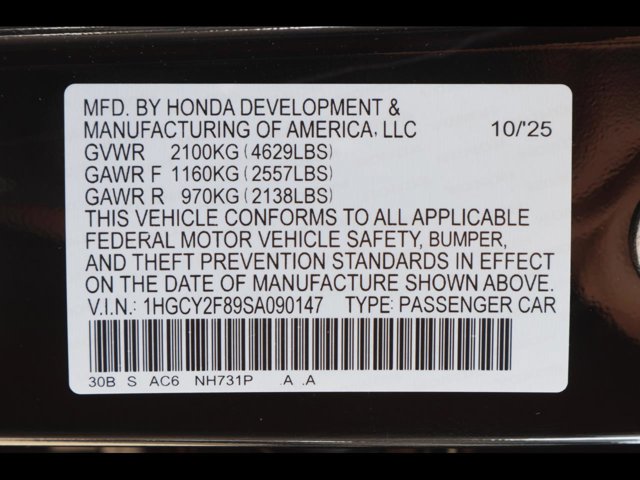 MFD. BY HONDA DEVELOPMENT &
MANUFACTURING OF AMERICA, LLC 10/'25
GVWR 2100KG (4629LBS)
GAWR F 1160KG (2557LBS)
GAWR R 970KG (2138LBS)
THIS VEHICLE CONFORMS TO ALL APPLICABLE
FEDERAL MOTOR VEHICLE SAFETY, BUMPER,
AND THEFT PREVENTION STANDARDS IN EFFECT
ON THE DATE OF MANUFACTURE SHOWN ABOVE.
V.I.N.: 1HGCY2F89SA090147 TYPE: PASSENGER CAR
30B S AC6 NH731P .A .A